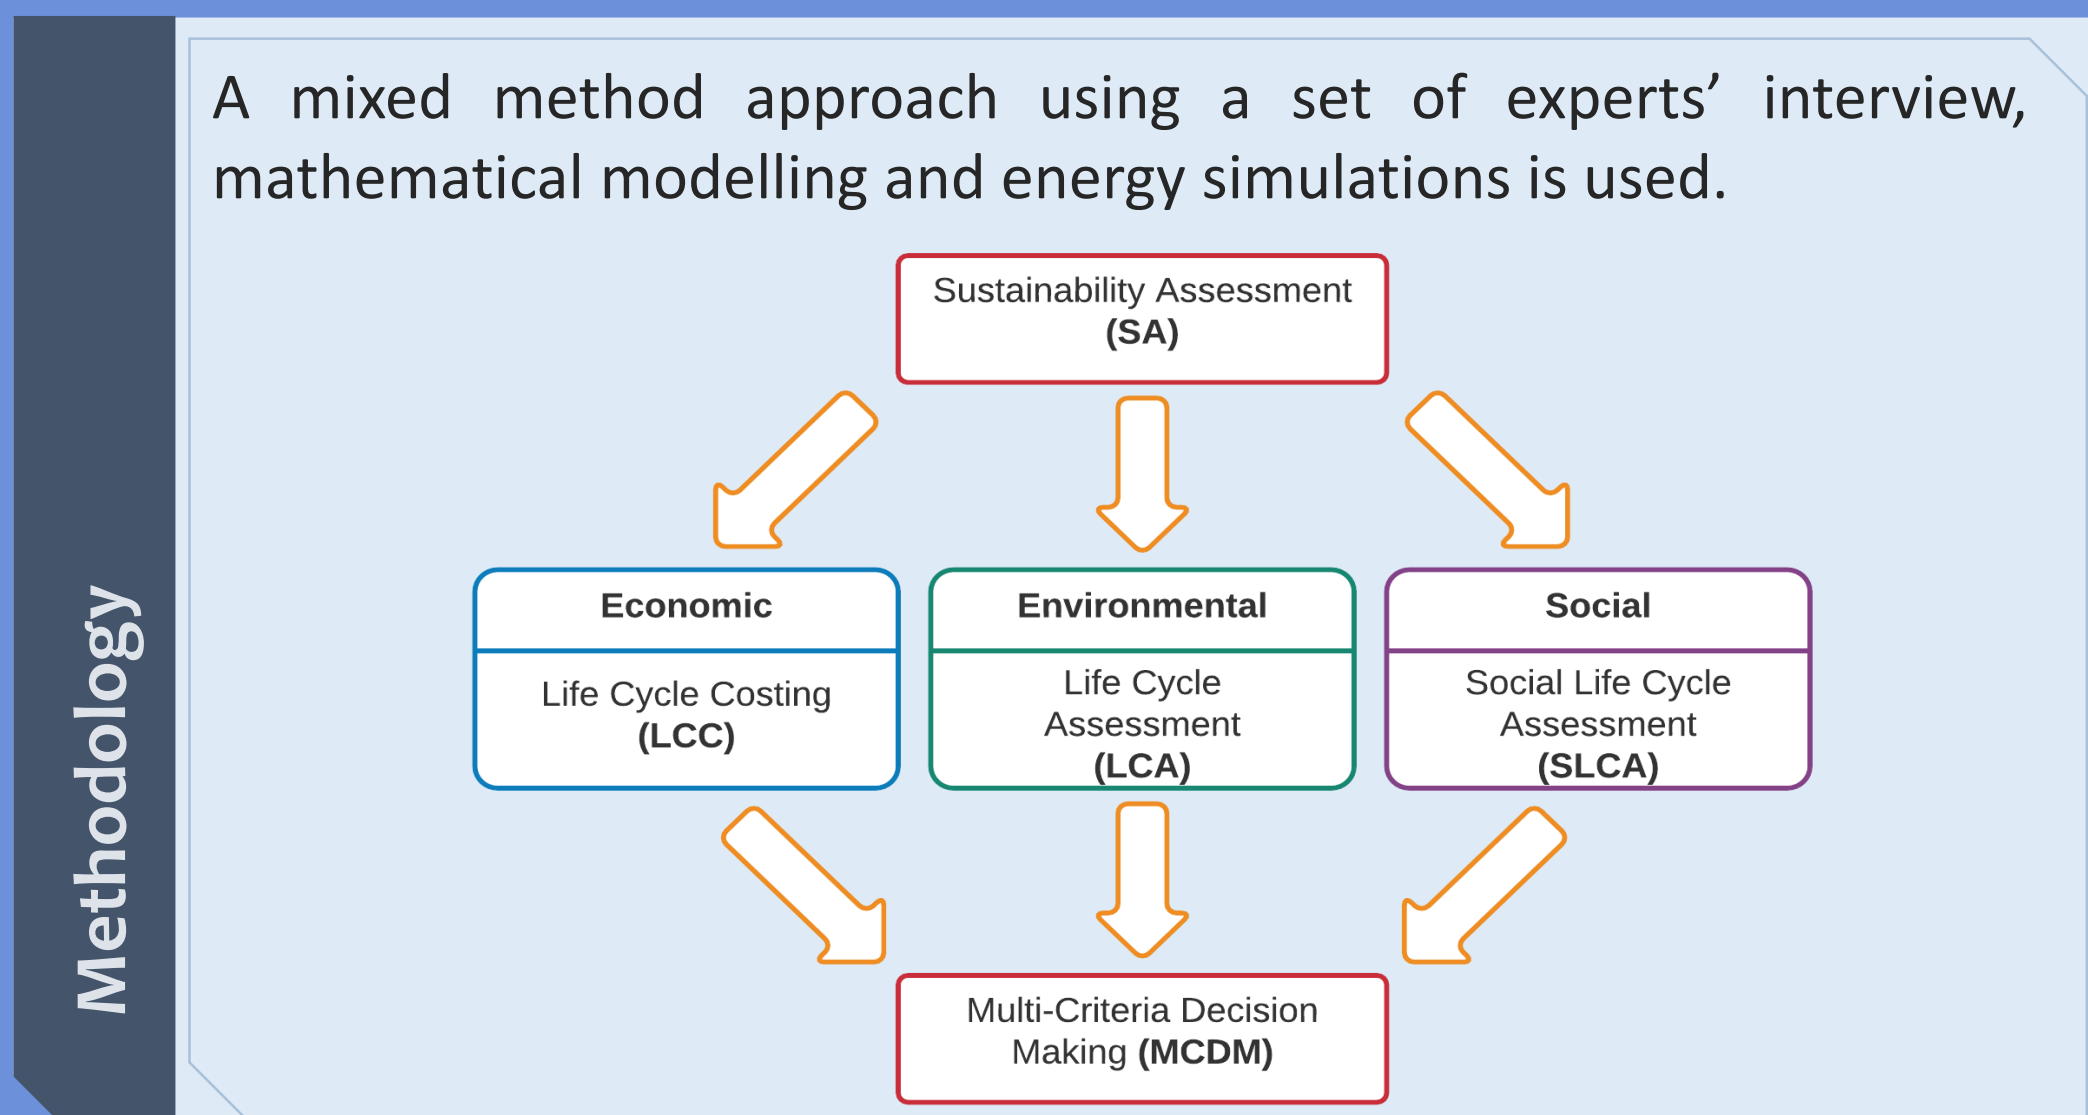 A mixed method approach using a set of experts’ interview,
mathematical modelling and energy simulations is used.
Methodology
Sustainability Assessment
(SA)
Economic
Life Cycle Costing
(LCC)
Environmental
Life Cycle
Assessment
(LCA)
Social
Social Life Cycle
Assessment
(SLCA)
Multi-Criteria Decision
Making (MCDM)